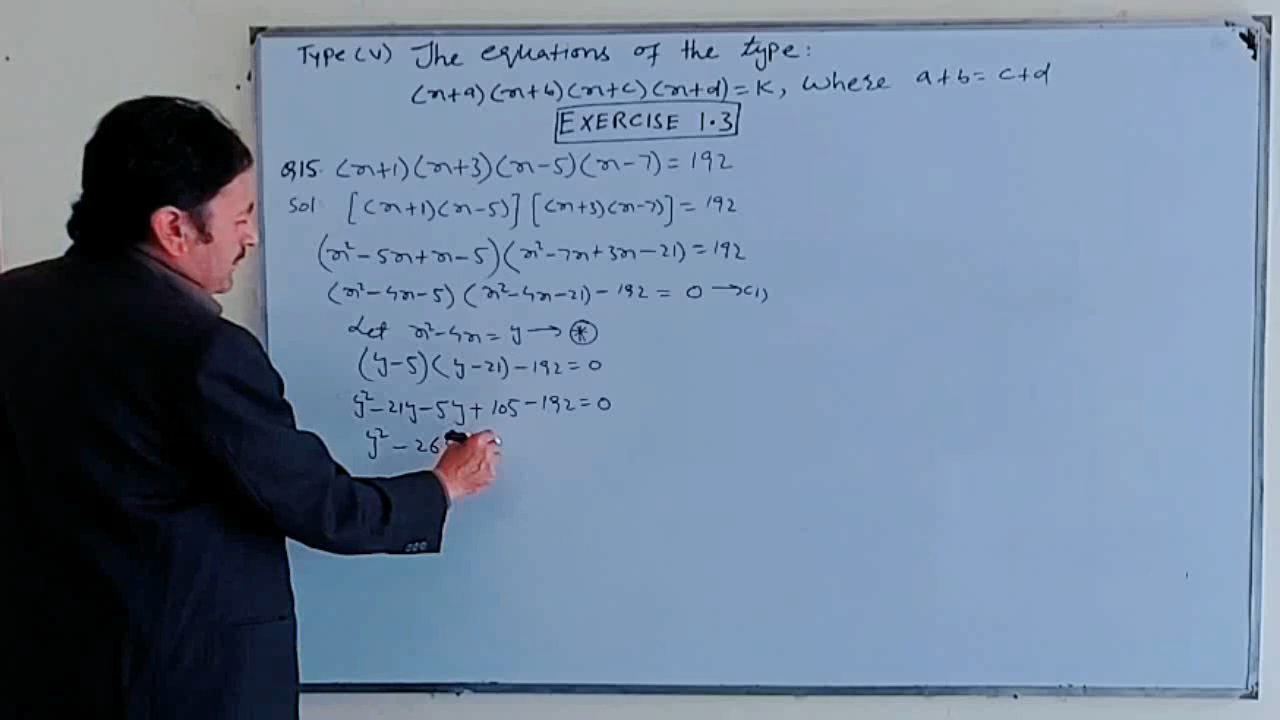 Type (V) The equations of the type:
(x+a)(x+b)(x+c)(x+d)=K, where a+b=c+d
EXERCISE 1.3
Q15. (x+1)(x+3)(x-5)(x-7)=192
Sol [(x+1)(x-5)][(x+3)(x-7)]=192
(x²-5x+x-5)(x²-7x+3x-21)=192
(x²-4x-5)(x²-4x-21)-192=0→(1)
Let x²-4x=y→⊛
(y-5)(y-21)-192=0
y²-21y-5y+105-192=0
y²-26